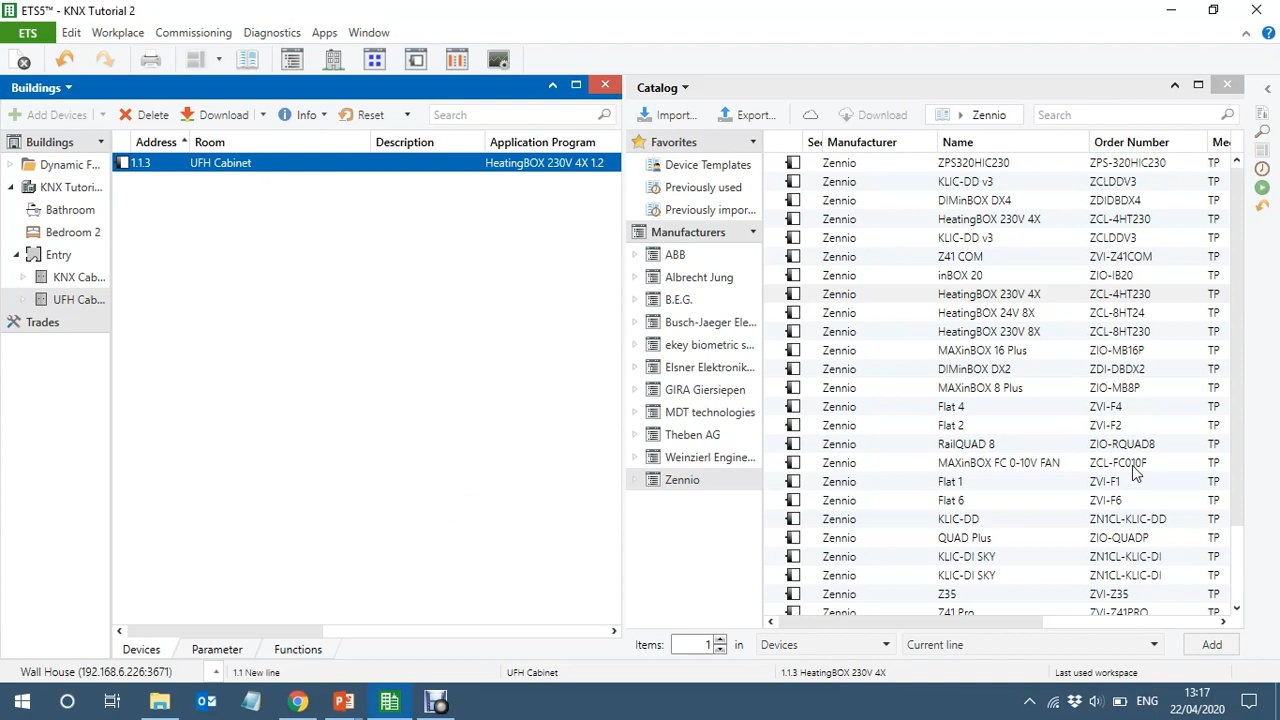 ETS5™ - KNX Tutorial 2
ETS Edit Workplace Commissioning Diagnostics Apps Window
Buildings
Catalog
Add Devices Delete Download Info Reset Search
Import... Export... Download Zennio Search
Buildings Address Room Description Application Program
Favorites Manufacturer Name Order Number
1.1.3 UFH Cabinet HeatingBOX 230V 4X 1.2
Dynamic F...
KNX Tutori...
Bathroom
Bedroom 2
Entry
KNX Cab...
UFH Cab...
Trades
Device Templates
Previously used
Previously impor...
Manufacturers
ABB
Albrecht Jung
B.E.G.
Busch-Jaeger Ele...
ekey biometric s...
Elsner Elektronik...
GIRA Giersiepen
MDT technologies
Theben AG
Weinzierl Engine...
Zennio
Zennio ZPS320HIC230 ZPS-320HIC230 TP
Zennio KLIC-DD v3 ZCLDDV3 TP
Zennio DIMinBOX DX4 ZDIDBDX4 TP
Zennio HeatingBOX 230V 4X ZCL-4HT230 TP
Zennio KLIC-DD v3 ZCLDDV3 TP
Zennio Z41 COM ZVI-Z41COM TP
Zennio inBOX 20 ZIO-IB20 TP
Zennio HeatingBOX 230V 4X ZCL-4HT230 TP
Zennio HeatingBOX 24V 8X ZCL-8HT24 TP
Zennio HeatingBOX 230V 8X ZCL-8HT230 TP
Zennio MAXinBOX 16 Plus ZIO-MB16P TP
Zennio DIMinBOX DX2 ZDI-DBDX2 TP
Zennio MAXinBOX 8 Plus ZIO-MB8P TP
Zennio Flat 4 ZVI-F4 TP
Zennio Flat 2 ZVI-F2 TP
Zennio RailQUAD 8 ZIO-RQUAD8 TP
Zennio MAXinBOX FC 0-10V FAN ZCL-FC010F TP
Zennio Flat 1 ZVI-F1 TP
Zennio Flat 6 ZVI-F6 TP
Zennio KLIC-DD ZN1CL-KLIC-DD TP
Zennio QUAD Plus ZIO-QUADP TP
Zennio KLIC-DI SKY ZN1CL-KLIC-DI TP
Zennio KLIC-DI SKY ZN1CL-KLIC-DI TP
Zennio Z35 ZVI-Z35 TP
Zennio Z41 Pro ZVI-Z41PRO TP
Devices Parameter Functions
Items: 1 in Devices Current line Add
Wall House (192.168.6.226:3671) 1.1 New line UFH Cabinet 1.1.3 HeatingBOX 230V 4X Last used workspace
ENG
13:17
22/04/2020